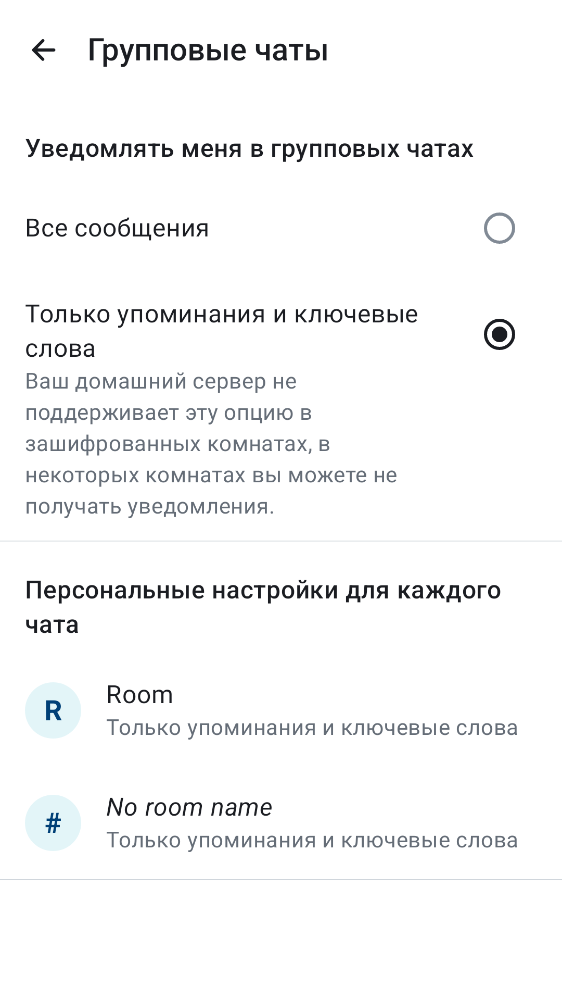 Групповые чаты
Уведомлять меня в групповых чатах
Все сообщения
Только упоминания и ключевые
слова
Ваш домашний сервер не
поддерживает эту опцию в
зашифрованных комнатах, в
некоторых комнатах вы можете не
получать уведомления.
Персональные настройки для каждого
чата
R
Room
Только упоминания и ключевые слова
#
No room name
Только упоминания и ключевые слова